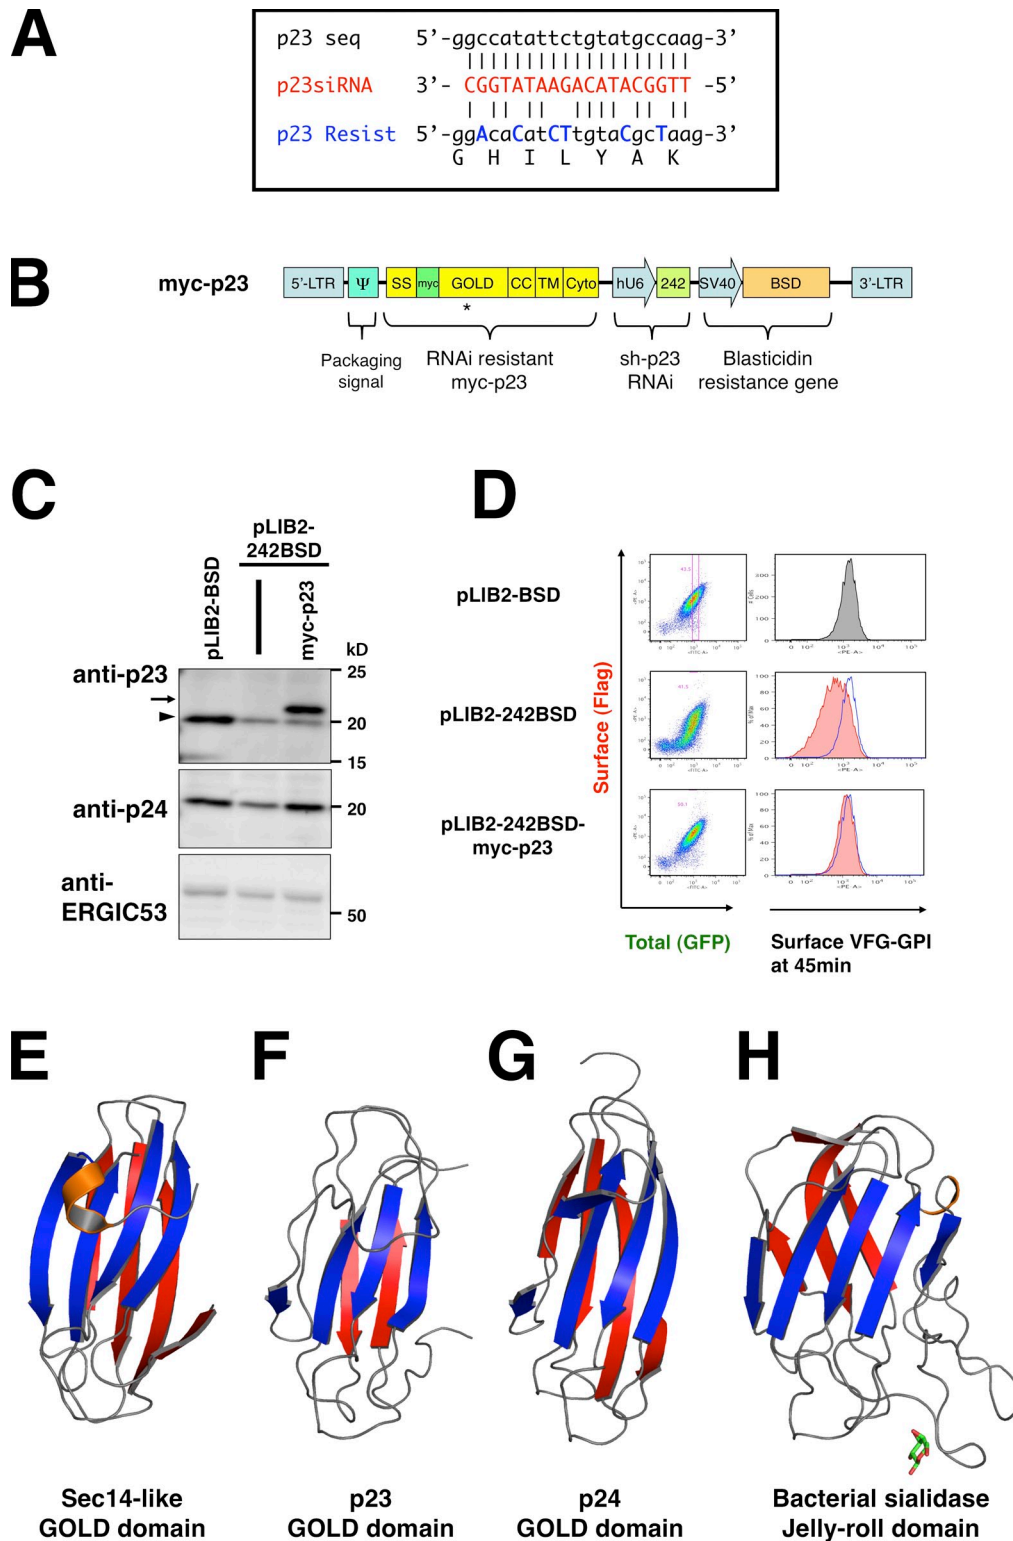 A
p23 seq 5’-ggccatattctgtatgccaag-3’
p23siRNA 3’- CGGTATAAGACATACGGTT -5’
p23 Resist 5’-ggAcaCatCTtgtaCgcTaag-3’
G H I L Y A K
B
myc-p23
5’-LTR Ψ SS myc GOLD CC TM Cyto hU6 242 SV40 BSD 3’-LTR
*
Packaging
signal
RNAi resistant
myc-p23
sh-p23
RNAi
Blasticidin
resistance gene
C
pLIB2-BSD
pLIB2-
242BSD
myc-p23
kD
anti-p23
25
20
15
anti-p24
20
anti-
ERGIC53
50
D
Surface (Flag)
pLIB2-BSD
pLIB2-242BSD
pLIB2-242BSD-
myc-p23
Total (GFP)
Surface VFG-GPI
at 45min
E
F
G
H
Sec14-like
GOLD domain
p23
GOLD domain
p24
GOLD domain
Bacterial sialidase
Jelly-roll domain